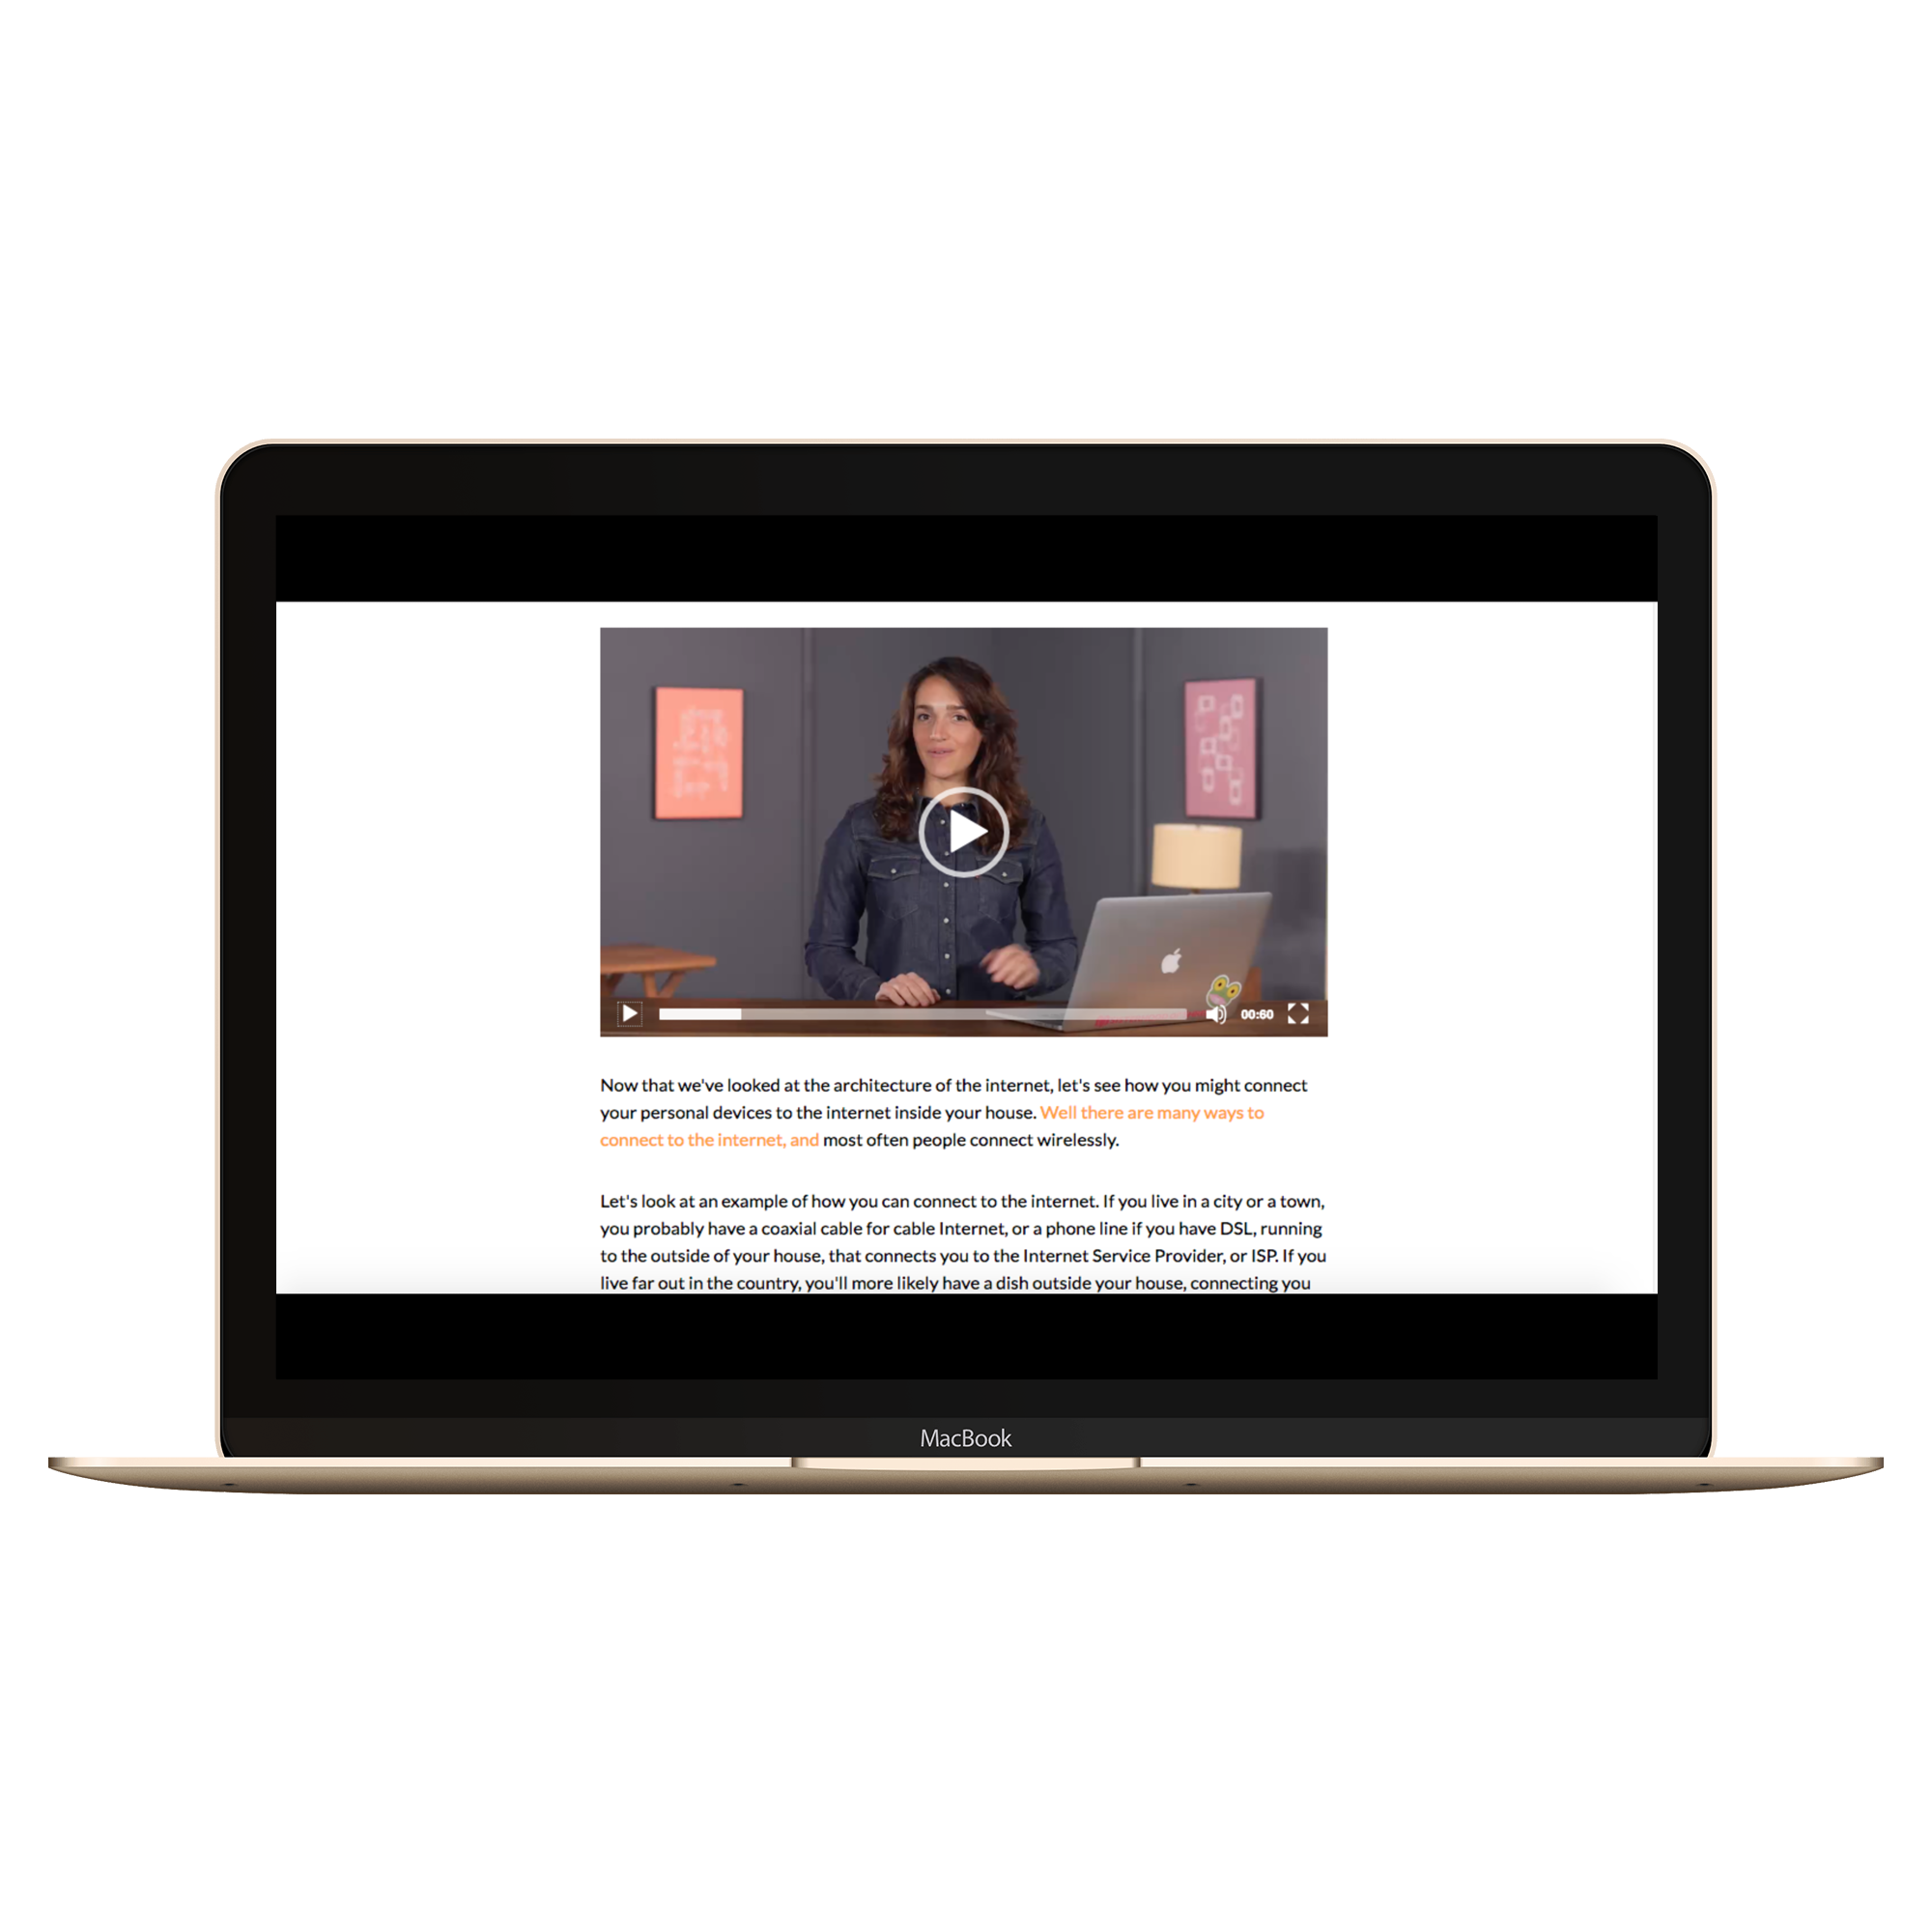 00:60
Now that we've looked at the architecture of the internet, let's see how you might connect
your personal devices to the internet inside your house. Well there are many ways to
connect to the internet, and most often people connect wirelessly.
Let's look at an example of how you can connect to the internet. If you live in a city or a town,
you probably have a coaxial cable for cable Internet, or a phone line if you have DSL, running
to the outside of your house, that connects you to the Internet Service Provider, or ISP. If you
live far out in the country, you'll more likely have a dish outside your house, connecting you
MacBook